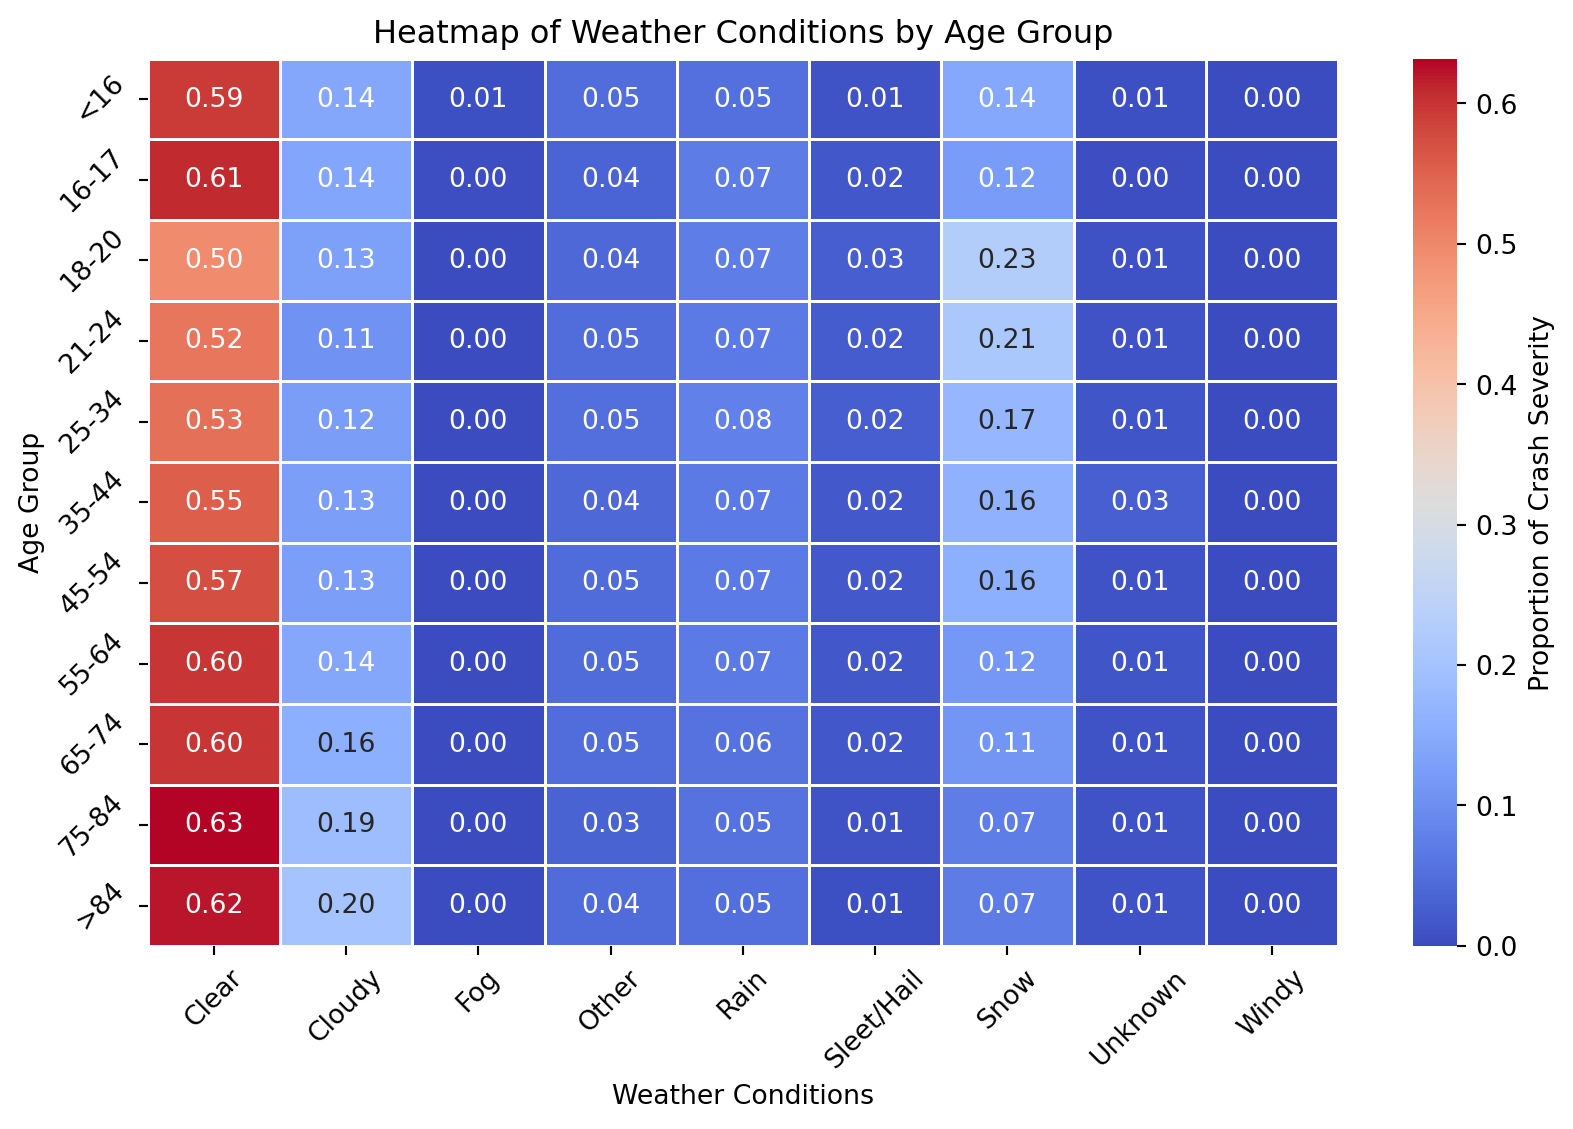 Heatmap of Weather Conditions by Age Group
<16 0.59 0.14 0.01 0.05 0.05 0.01 0.14 0.01 0.00
16-17 0.61 0.14 0.00 0.04 0.07 0.02 0.12 0.00 0.00
18-20 0.50 0.13 0.00 0.04 0.07 0.03 0.23 0.01 0.00
21-24 0.52 0.11 0.00 0.05 0.07 0.02 0.21 0.01 0.00
25-34 0.53 0.12 0.00 0.05 0.08 0.02 0.17 0.01 0.00
35-44 0.55 0.13 0.00 0.04 0.07 0.02 0.16 0.03 0.00
45-54 0.57 0.13 0.00 0.05 0.07 0.02 0.16 0.01 0.00
55-64 0.60 0.14 0.00 0.05 0.07 0.02 0.12 0.01 0.00
65-74 0.60 0.16 0.00 0.05 0.06 0.02 0.11 0.01 0.00
75-84 0.63 0.19 0.00 0.03 0.05 0.01 0.07 0.01 0.00
>84 0.62 0.20 0.00 0.04 0.05 0.01 0.07 0.01 0.00
Clear Cloudy Fog Other Rain Sleet/Hail Snow Unknown Windy
Weather Conditions
Age Group
0.6
0.5
0.4
0.3
0.2
0.1
0.0
Proportion of Crash Severity